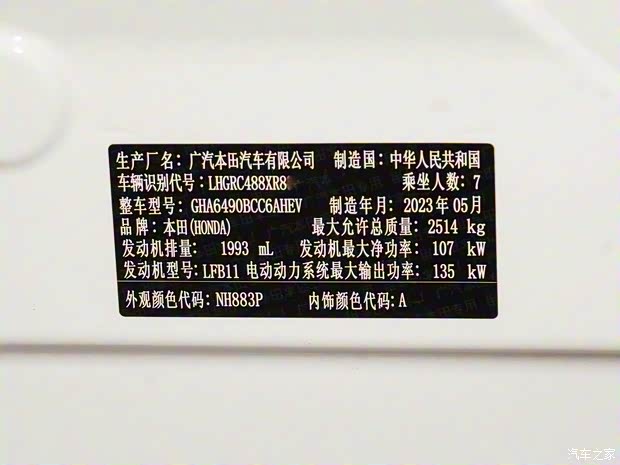 生产厂名：广汽本田汽车有限公司 制造国：中华人民共和国
车辆识别代号：LHGRC488XR8 乘坐人数：7
整车型号：GHA6490BCC6AHEV 制造年月：2023年05月
品牌：本田(HONDA) 最大允许总质量：2514 kg
发动机排量：1993 mL 发动机最大净功率：107 kW
发动机型号：LFB11 电动动力系统最大输出功率：135 kW
外观颜色代码：NH883P 内饰颜色代码：A
汽车之家